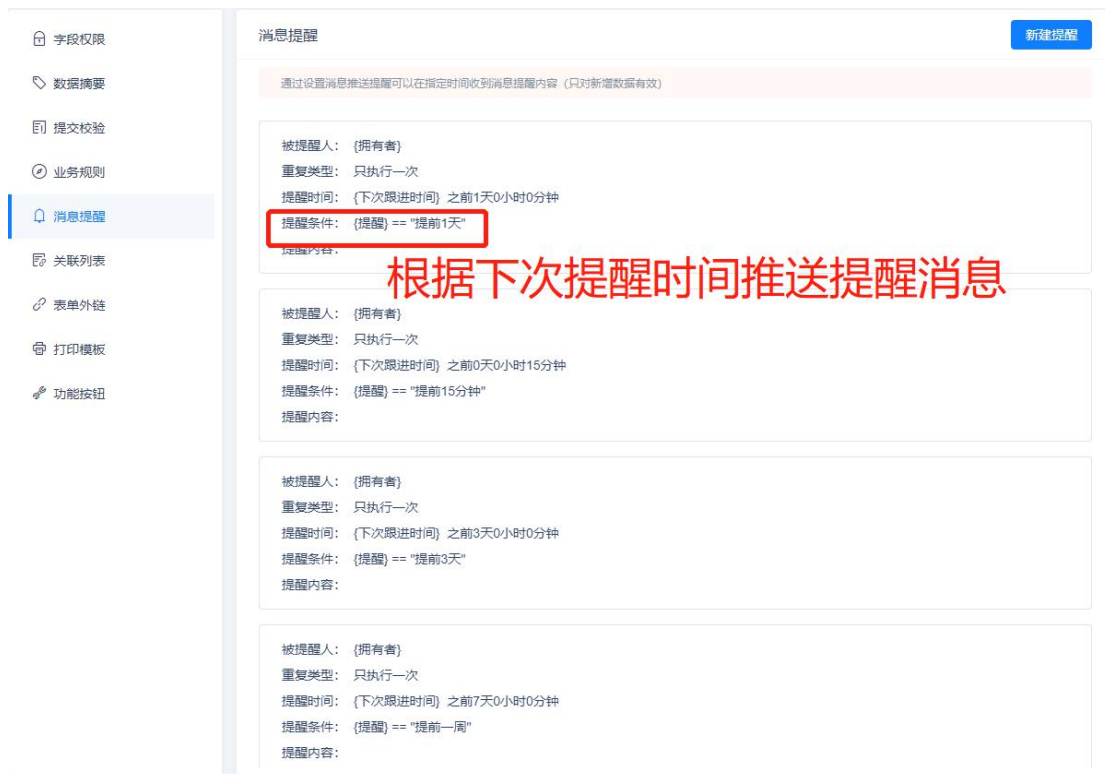 字段权限
数据摘要
提交校验
业务规则
消息提醒
关联列表
表单外链
打印模板
功能按钮
消息提醒
新建提醒
通过设置消息推送提醒可以在指定时间收到消息提醒内容（只对新增数据有效）
被提醒人： {拥有者}
重复类型： 只执行一次
提醒时间： {下次跟进时间} 之前1天0小时0分钟
提醒条件： {提醒} == "提前1天"
提醒内容：
根据下次提醒时间推送提醒消息
被提醒人： {拥有者}
重复类型： 只执行一次
提醒时间： {下次跟进时间} 之前0天0小时15分钟
提醒条件： {提醒} == "提前15分钟"
提醒内容：
被提醒人： {拥有者}
重复类型： 只执行一次
提醒时间： {下次跟进时间} 之前3天0小时0分钟
提醒条件： {提醒} == "提前3天"
提醒内容：
被提醒人： {拥有者}
重复类型： 只执行一次
提醒时间： {下次跟进时间} 之前7天0小时0分钟
提醒条件： {提醒} == "提前一周"
提醒内容：